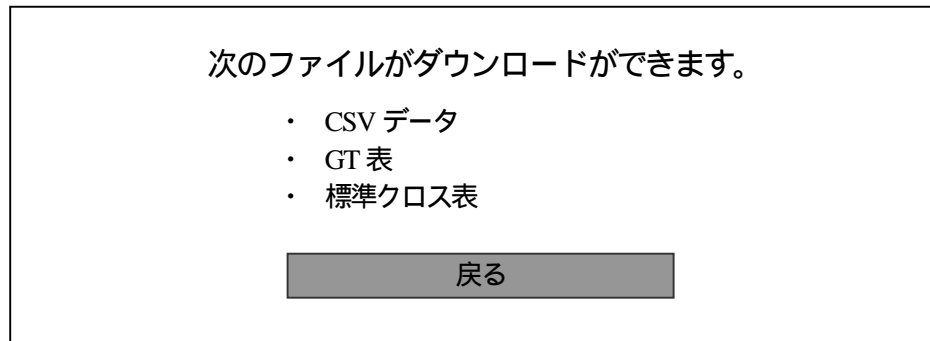 次のファイルがダウンロードができます。
・ CSV データ
・ GT 表
・ 標準クロス表
戻る